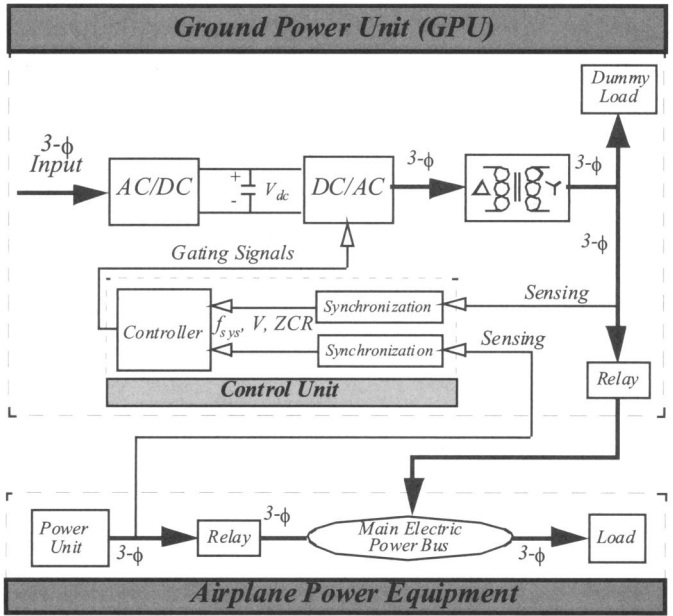 Ground Power Unit (GPU)
Dummy
Load
3-ϕ
Input
AC/DC
+
-
Vdc
DC/AC
3-ϕ
Δ
Y
3-ϕ
3-ϕ
Gating Signals
Controller
fsys, V, ZCR
Synchronization
Sensing
Synchronization
Sensing
Control Unit
Relay
Power
Unit
3-ϕ
Relay
3-ϕ
Main Electric
Power Bus
3-ϕ
Load
Airplane Power Equipment